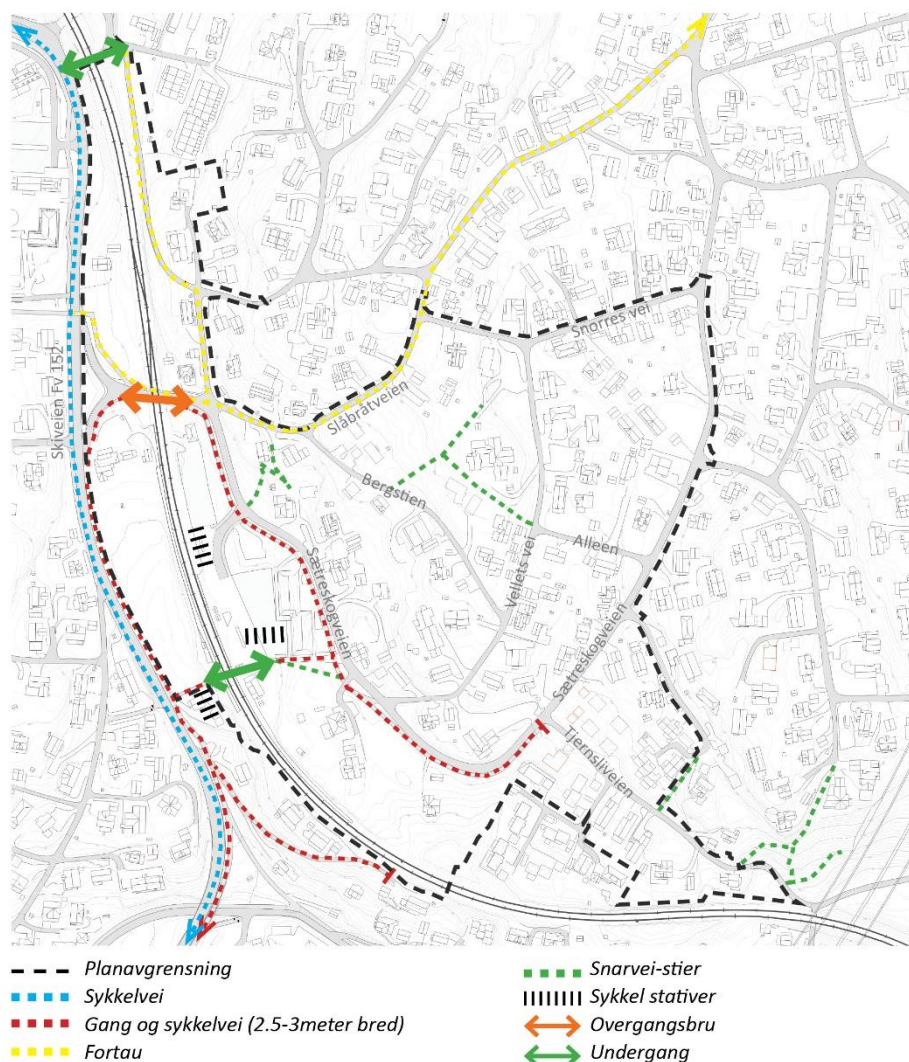 Snorres vei
Skiveien Fv 152
Slåbråtveien
Bergstien
Vellets vei
Alleen
Sætreskogveien
Sætreskogveien
Tjernsliveien
Planavgrensning
Sykkelvei
Gang og sykkelvei (2.5-3meter bred)
Fortau
Snarvei-stier
Sykkel stativer
Overgangsbru
Undergang